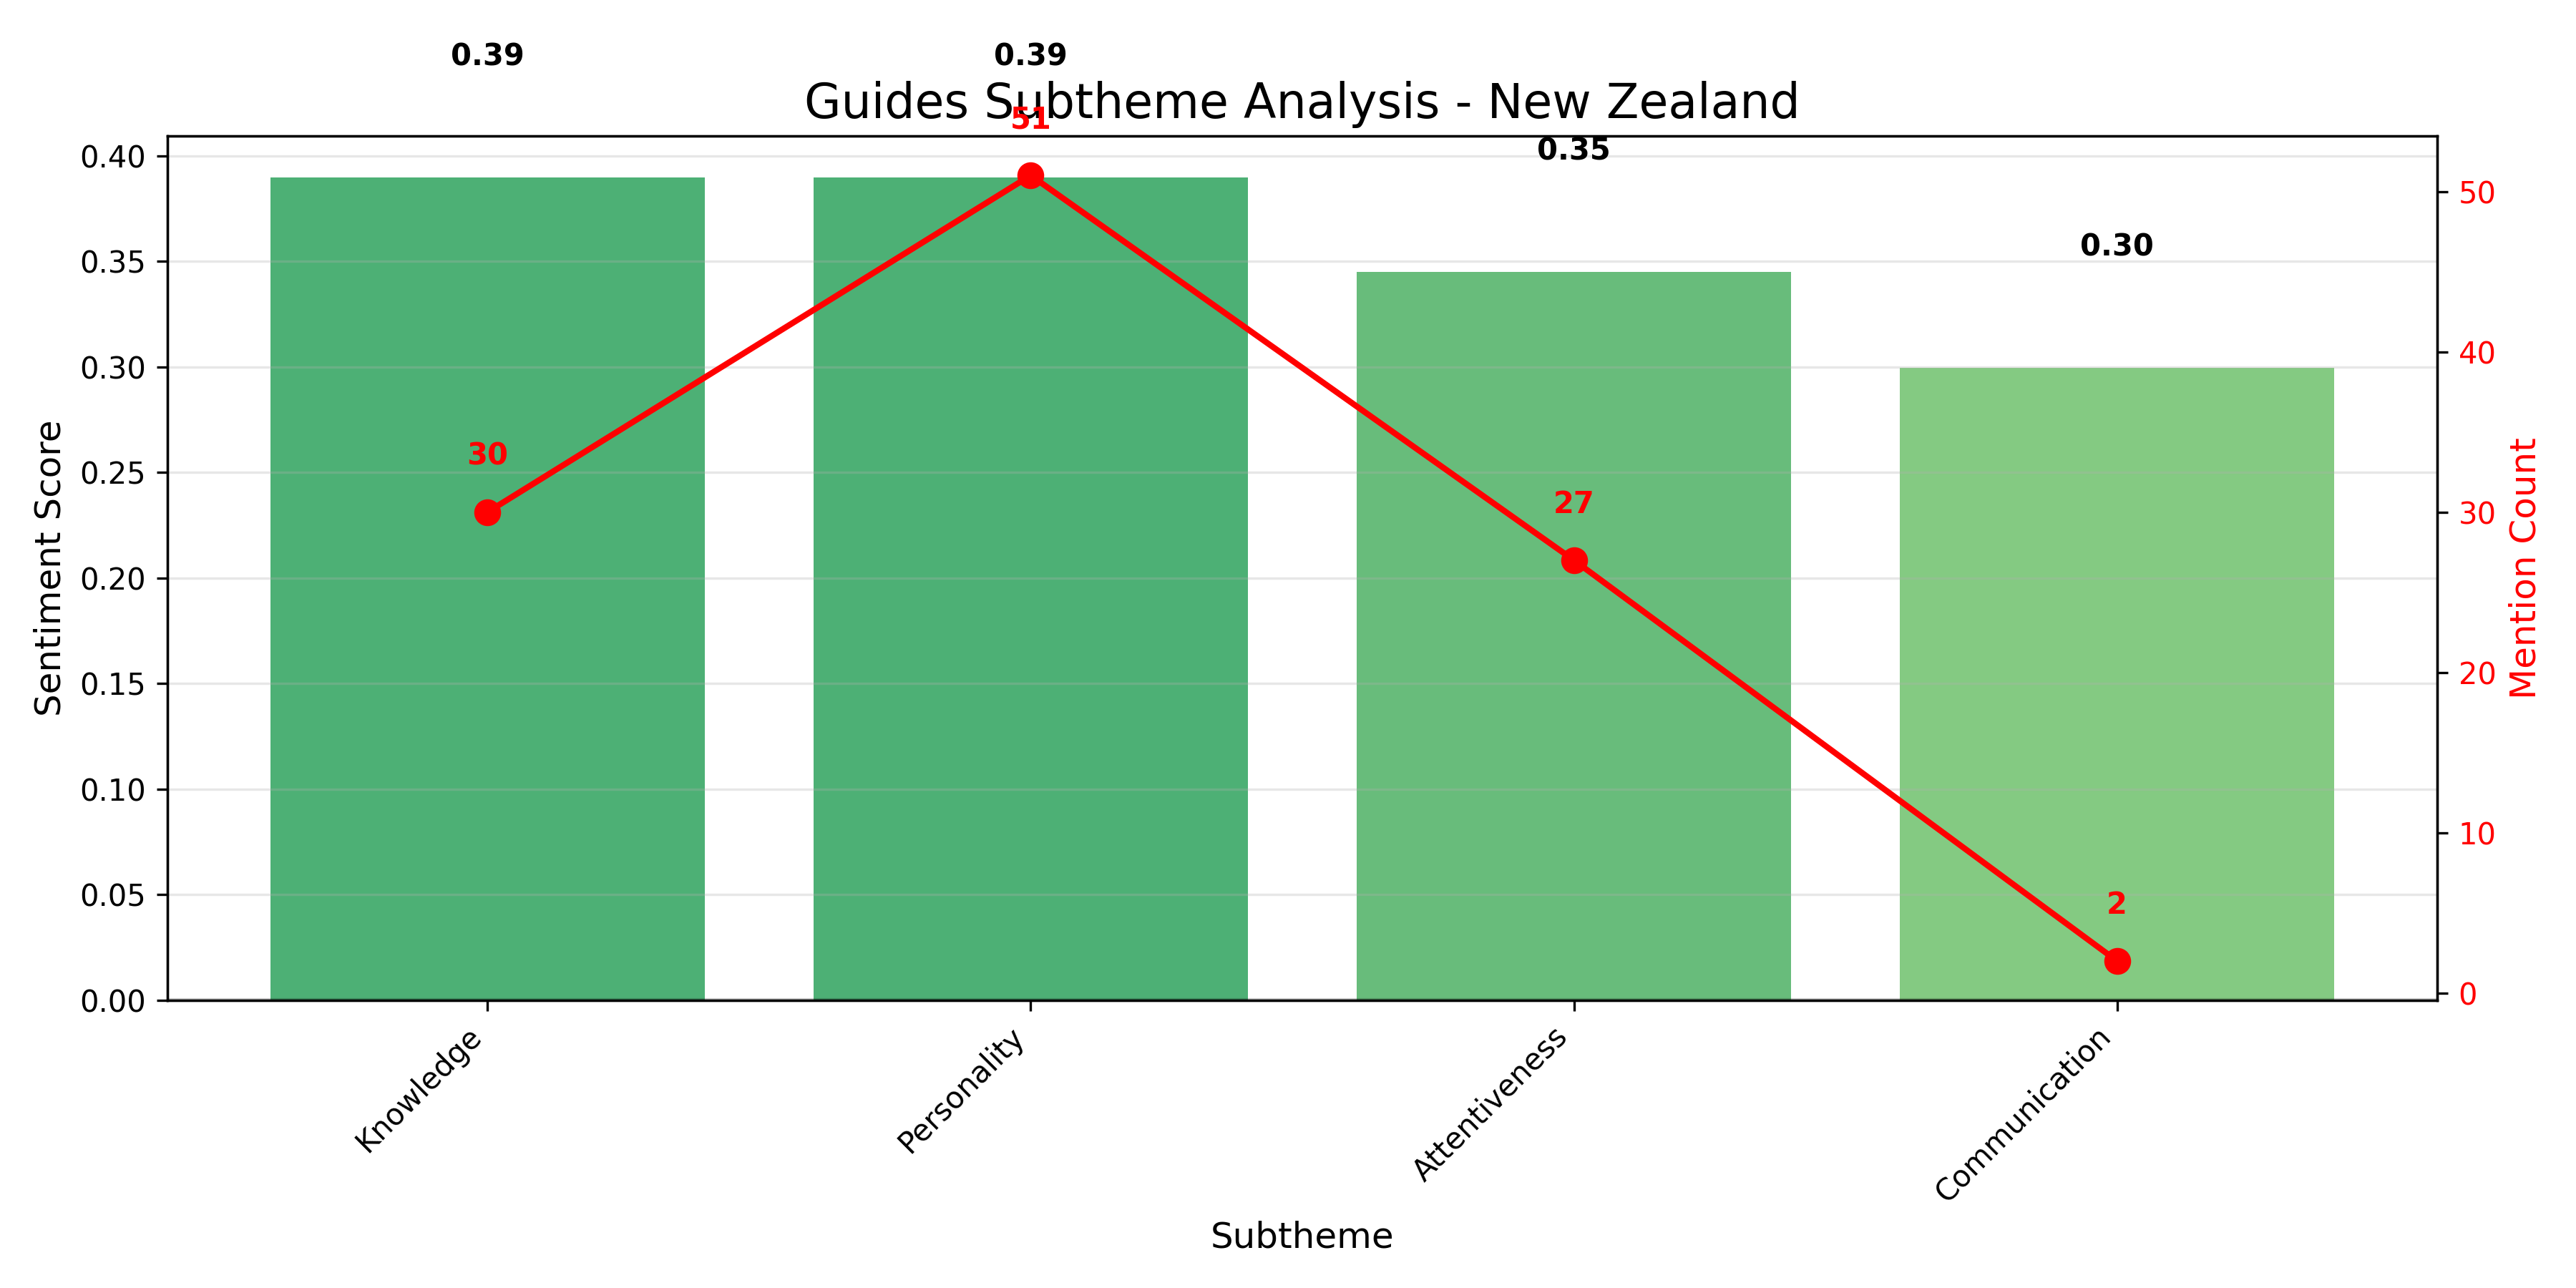 0.39
0.39
Guides Subtheme Analysis - New Zealand
51
0.35
0.30
30
27
2
0.40
0.35
0.30
0.25
0.20
0.15
0.10
0.05
0.00
Sentiment Score
50
40
30
20
10
0
Mention Count
Knowledge
Personality
Attentiveness
Communication
Subtheme